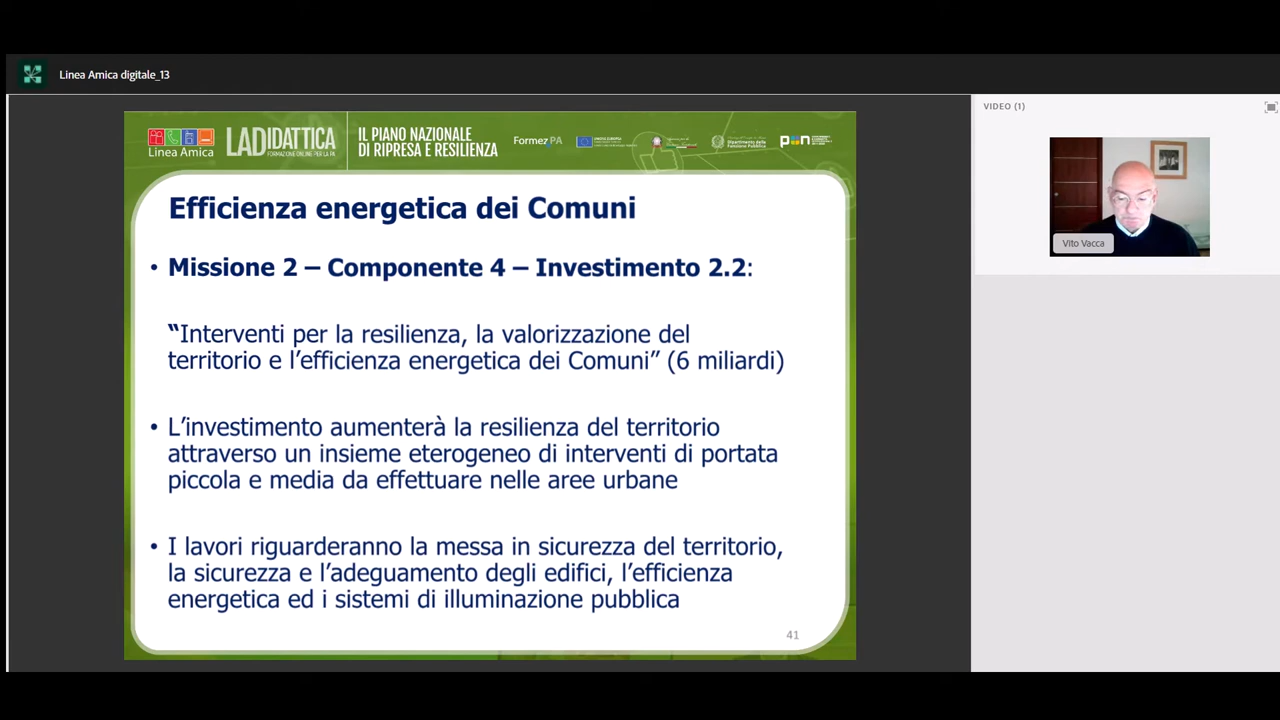 Linea Amica digitale_13
VIDEO (1)
Linea Amica
LADIDATTICA
FORMAZIONE ONLINE PER LA PA
IL PIANO NAZIONALE
DI RIPRESA E RESILIENZA
FormezPA
UNIONE EUROPEA
Dipartimento della
Funzione Pubblica
pon
Vito Vacca
Efficienza energetica dei Comuni
• Missione 2 – Componente 4 – Investimento 2.2:
“Interventi per la resilienza, la valorizzazione del
territorio e l’efficienza energetica dei Comuni” (6 miliardi)
• L’investimento aumenterà la resilienza del territorio
attraverso un insieme eterogeneo di interventi di portata
piccola e media da effettuare nelle aree urbane
• I lavori riguarderanno la messa in sicurezza del territorio,
la sicurezza e l’adeguamento degli edifici, l’efficienza
energetica ed i sistemi di illuminazione pubblica
41